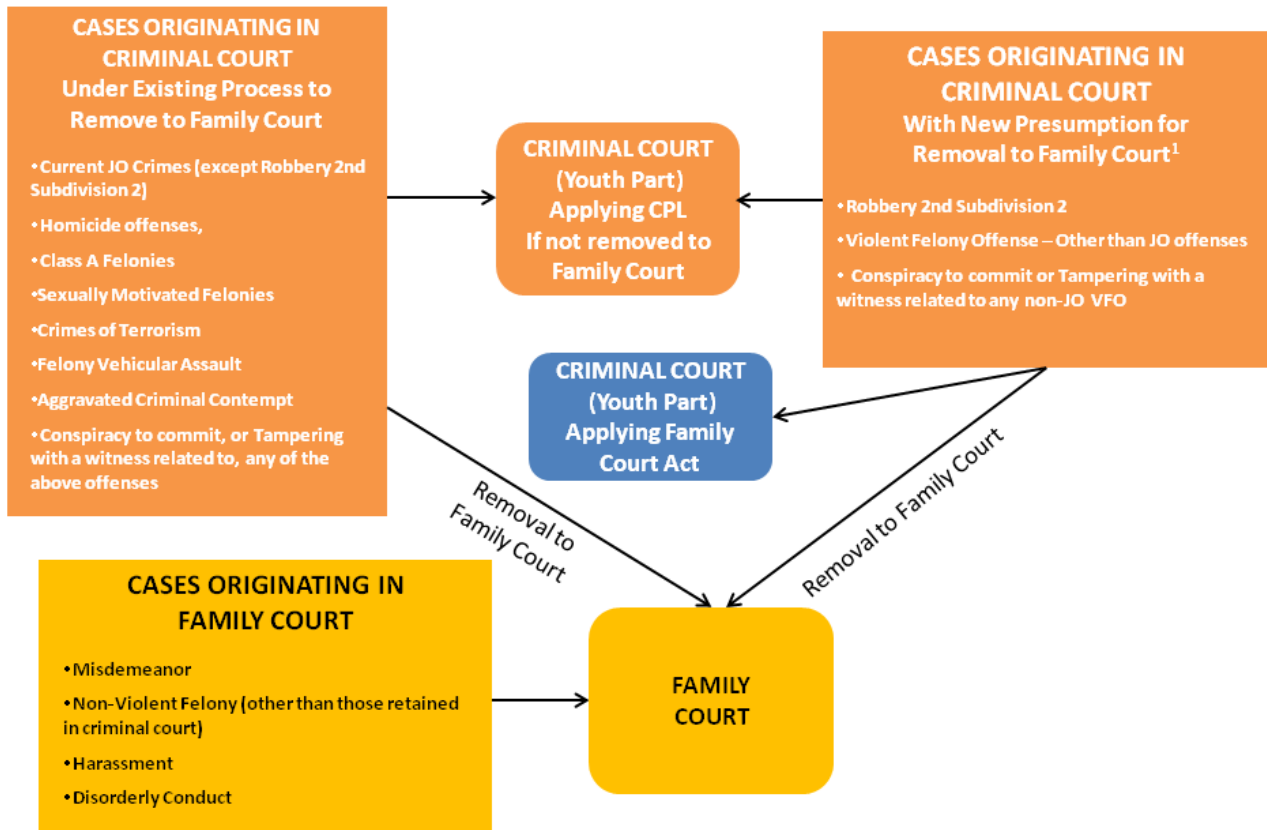 CASES ORIGINATING IN
CRIMINAL COURT
Under Existing Process to
Remove to Family Court
•Current JO Crimes (except Robbery 2nd
Subdivision 2)
•Homicide offenses,
•Class A Felonies
•Sexually Motivated Felonies
•Crimes of Terrorism
•Felony Vehicular Assault
•Aggravated Criminal Contempt
•Conspiracy to commit, or Tampering
with a witness related to, any of the
above offenses
CRIMINAL COURT
(Youth Part)
Applying CPL
If not removed to
Family Court
CASES ORIGINATING IN
CRIMINAL COURT
With New Presumption for
Removal to Family Court¹
•Robbery 2nd Subdivision 2
•Violent Felony Offense – Other than JO offenses
• Conspiracy to commit or Tampering with a
witness related to any non-JO VFO
CRIMINAL COURT
(Youth Part)
Applying Family
Court Act
Removal to
Family Court
Removal to Family Court
CASES ORIGINATING IN
FAMILY COURT
•Misdemeanor
•Non-Violent Felony (other than those retained
in criminal court)
•Harassment
•Disorderly Conduct
FAMILY
COURT